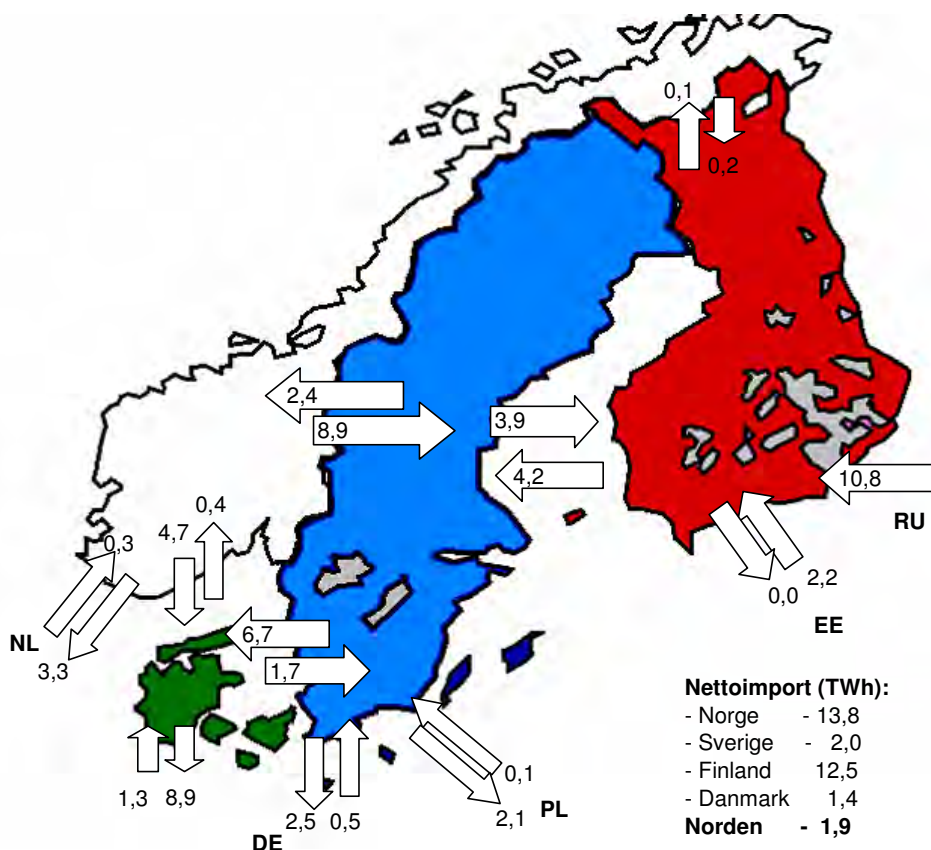 0,1
0,2
2,4
8,9
3,9
4,2
10,8
RU
0,4
4,7
0,3
NL
3,3
6,7
1,7
2,2
0,0
EE
1,3
8,9
2,5
0,5
DE
0,1
2,1
PL
Nettoimport (TWh):
- Norge - 13,8
- Sverige - 2,0
- Finland 12,5
- Danmark 1,4
Norden - 1,9